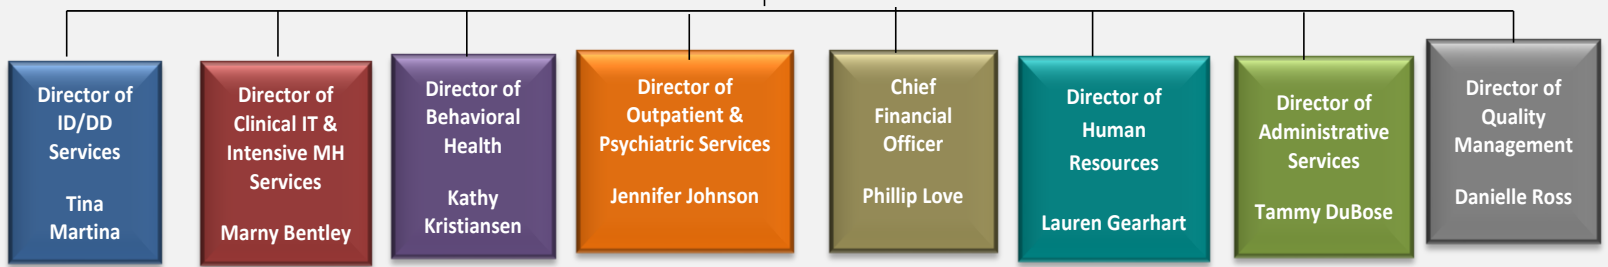 Director of
ID/DD
Services
Tina
Martina
Director of
Clinical IT &
Intensive MH
Services
Marny Bentley
Director of
Behavioral
Health
Kathy
Kristiansen
Director of
Outpatient &
Psychiatric Services
Jennifer Johnson
Chief
Financial
Officer
Phillip Love
Director of
Human
Resources
Lauren Gearhart
Director of
Administrative
Services
Tammy DuBose
Director of
Quality
Management
Danielle Ross